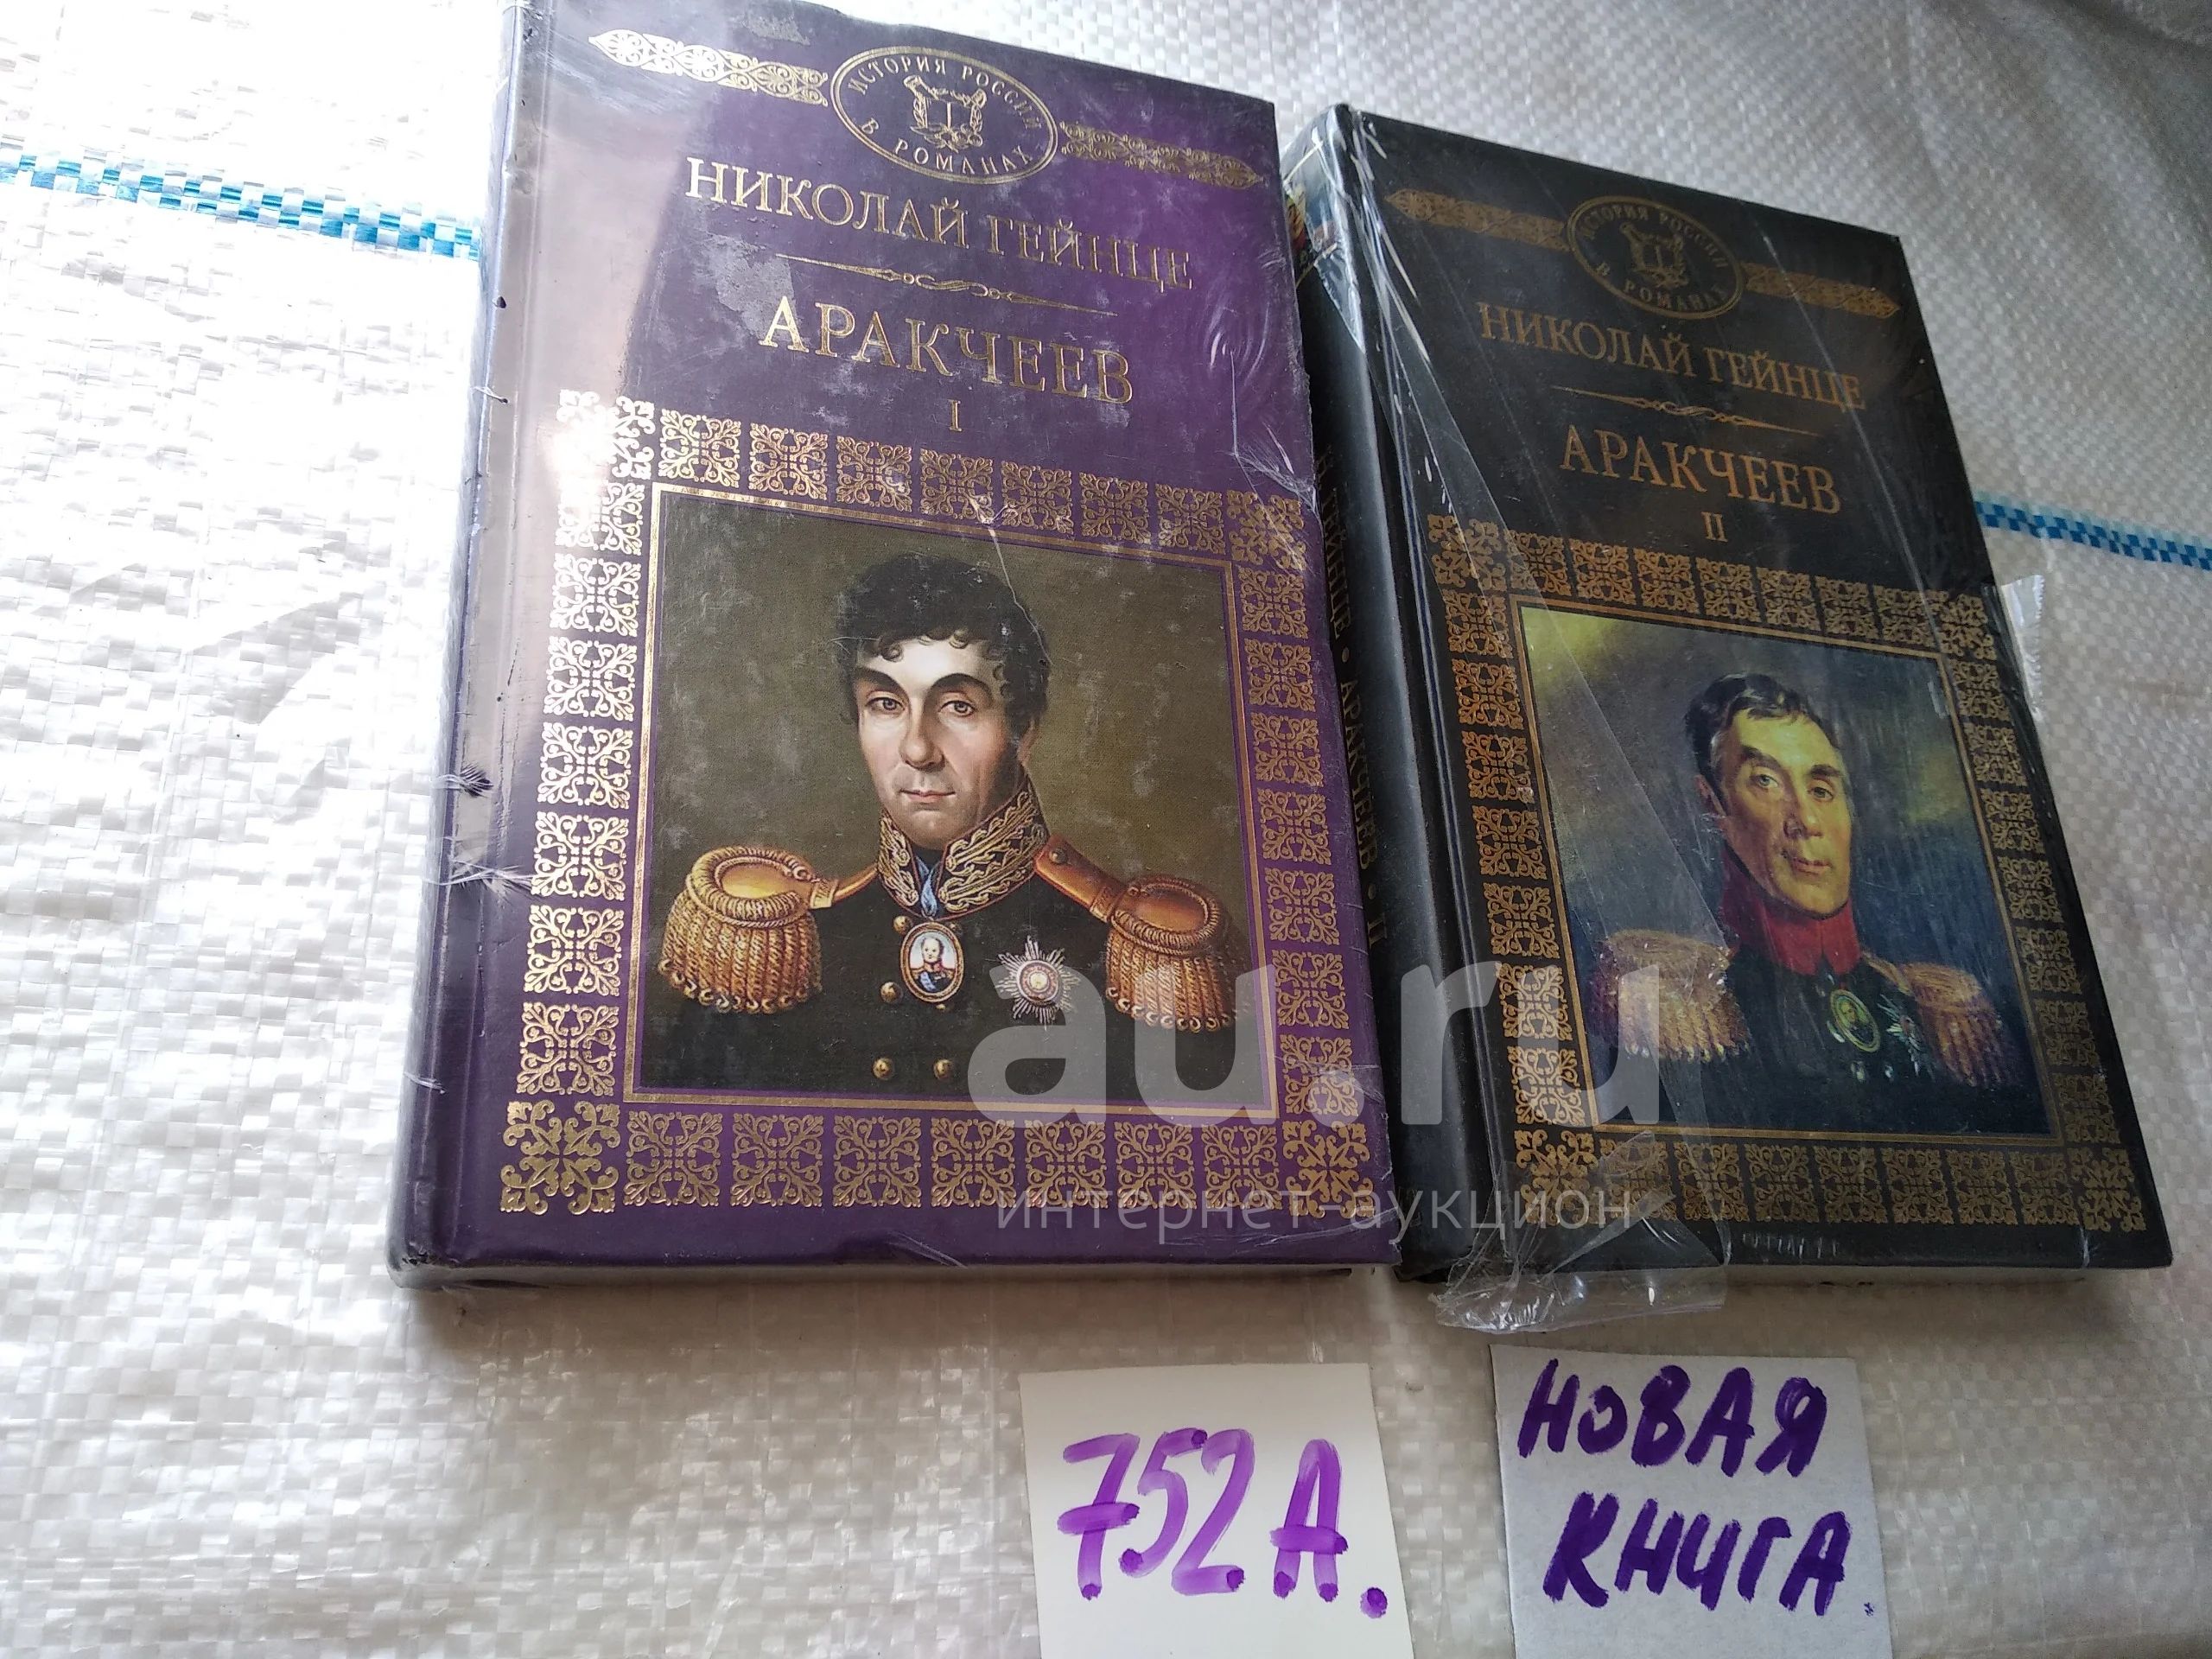 ИСТОРИЯ РОССИИ
В РОМАНАХ
НИКОЛАЙ ГЕЙНЦЕ
АРАКЧЕЕВ
I
ИСТОРИЯ РОССИИ
В РОМАНАХ
НИКОЛАЙ ГЕЙНЦЕ
АРАКЧЕЕВ
II
Н. ГЕЙНЦЕ • АРАКЧЕЕВ • II
au.ru
интернет-аукцион
752А.
НОВАЯ
КНИГА.